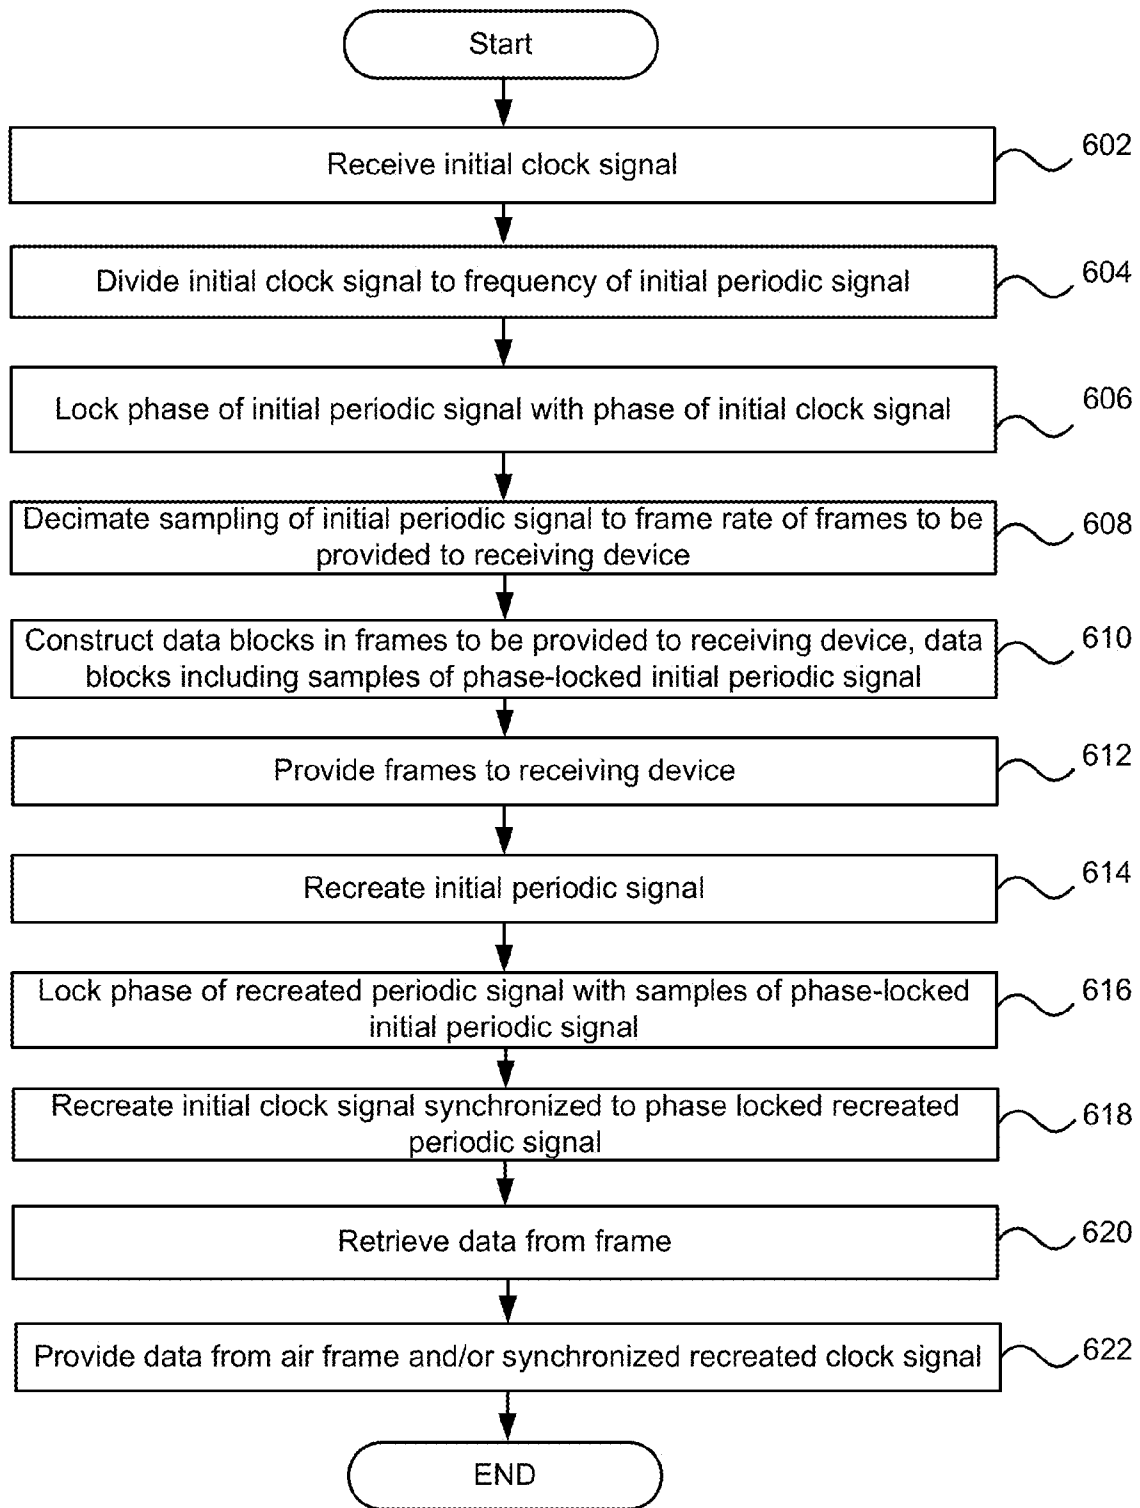 Start
Receive initial clock signal
602
Divide initial clock signal to frequency of initial periodic signal
604
Lock phase of initial periodic signal with phase of initial clock signal
606
Decimate sampling of initial periodic signal to frame rate of frames to be
provided to receiving device
608
Construct data blocks in frames to be provided to receiving device, data
blocks including samples of phase-locked initial periodic signal
610
Provide frames to receiving device
612
Recreate initial periodic signal
614
Lock phase of recreated periodic signal with samples of phase-locked
initial periodic signal
616
Recreate initial clock signal synchronized to phase locked recreated
periodic signal
618
Retrieve data from frame
620
Provide data from air frame and/or synchronized recreated clock signal
622
END